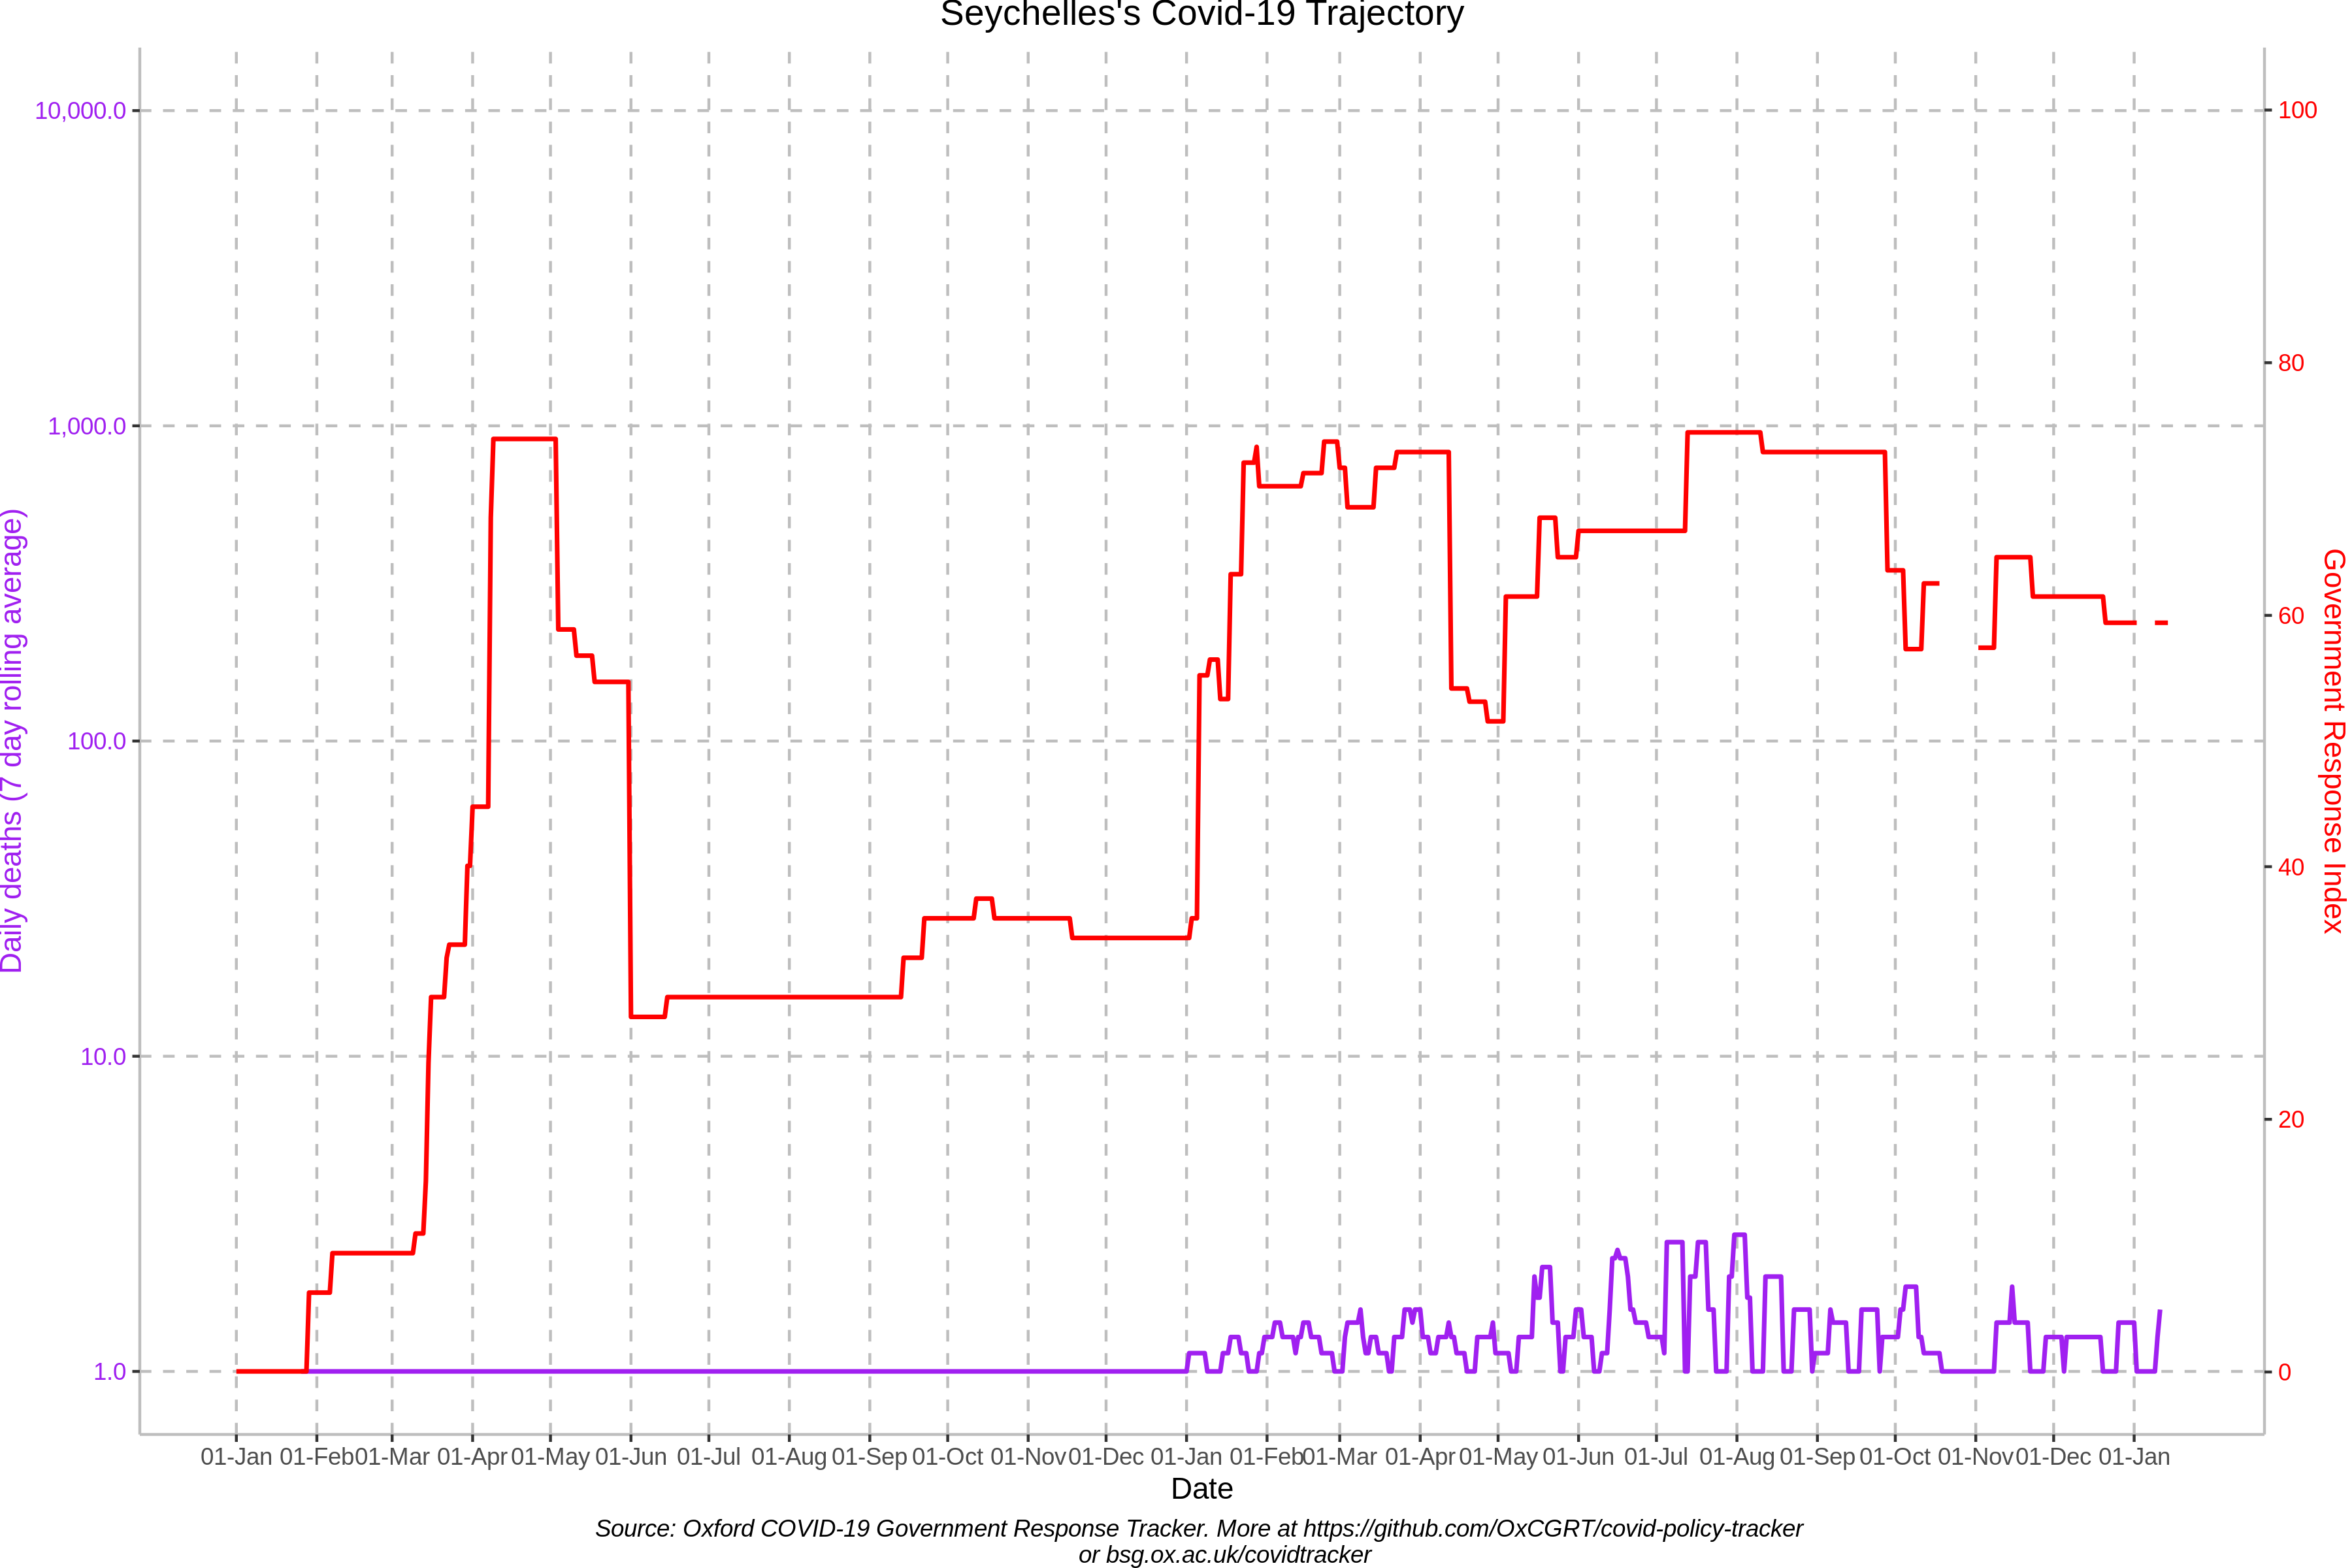 Seychelles's Covid-19 Trajectory
10,000.0
1,000.0
100.0
10.0
1.0
Daily deaths (7 day rolling average)
100
80
60
40
20
0
Government Response Index
01-Jan 01-Feb 01-Mar 01-Apr 01-May 01-Jun 01-Jul 01-Aug 01-Sep 01-Oct 01-Nov 01-Dec 01-Jan 01-Feb 01-Mar 01-Apr 01-May 01-Jun 01-Jul 01-Aug 01-Sep 01-Oct 01-Nov 01-Dec 01-Jan
Date
Source: Oxford COVID-19 Government Response Tracker. More at https://github.com/OxCGRT/covid-policy-tracker
or bsg.ox.ac.uk/covidtracker